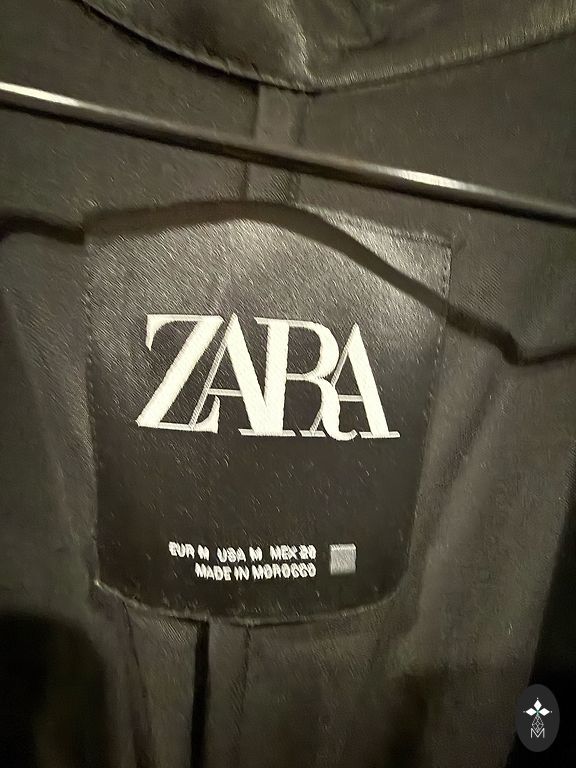 ZARA
EUR M USA M MEX 28
MADE IN MOROCCO
M